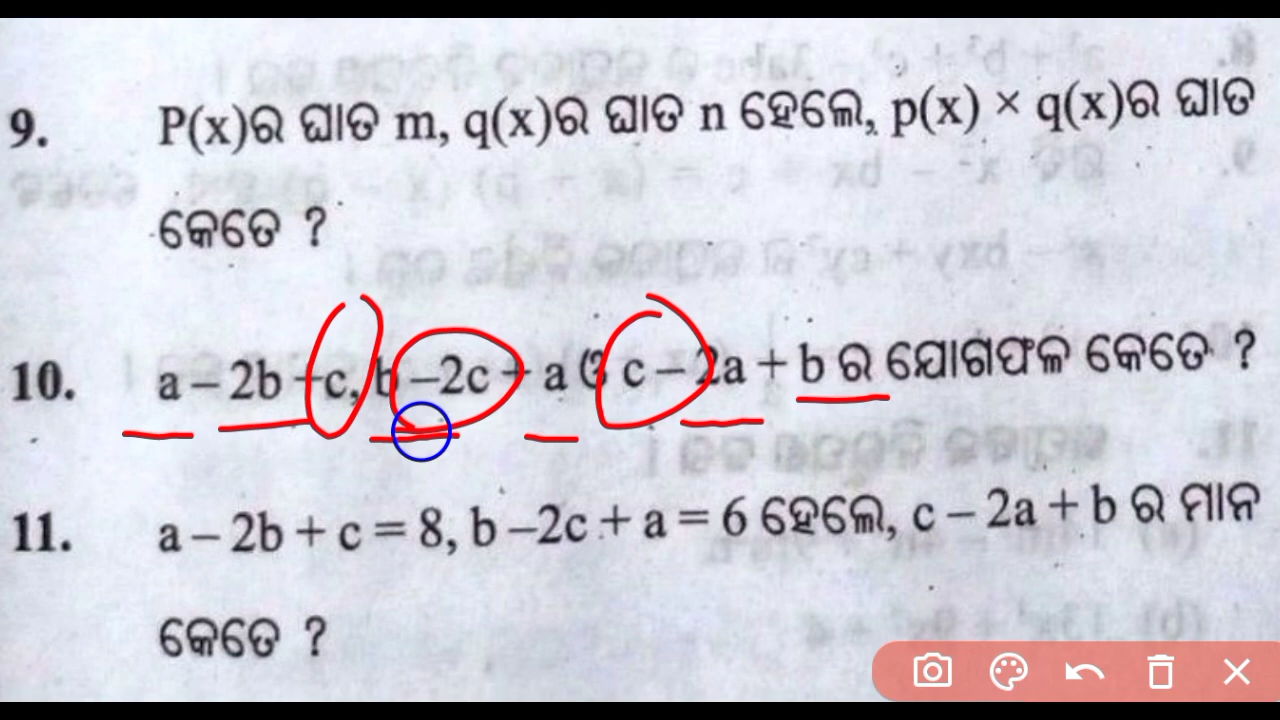 9. P(x)ର ଘାତ m, q(x)ର ଘାତ n ହେଲେ, p(x) × q(x)ର ଘାତ
କେତେ ?
10. a – 2b + c, b –2c + a ଓ c – 2a + b ର ଯୋଗଫଳ କେତେ ?
11. a – 2b + c = 8, b –2c + a = 6 ହେଲେ, c – 2a + b ର ମାନ
କେତେ ?